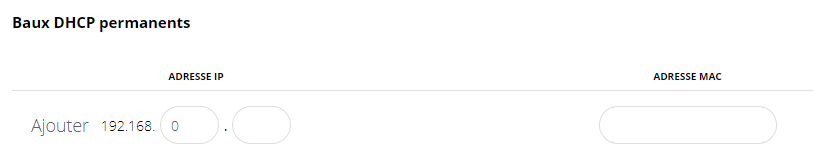 Baux DHCP permanents
ADRESSE IP ADRESSE MAC
Ajouter 192.168. 0 .